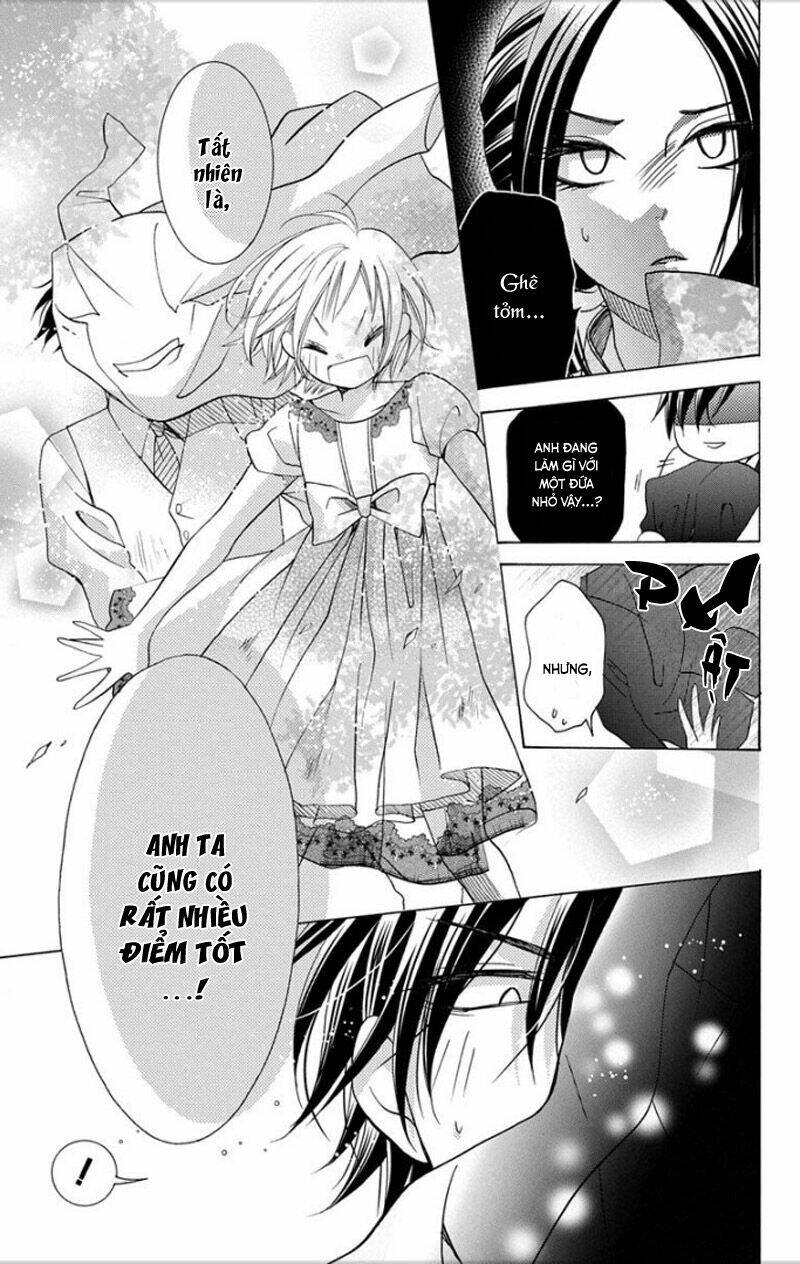 Ghê
tởm...
ANH ĐANG
LÀM GÌ VỚI
MỘT ĐỨA
NHỎ VẬY...?
PHẬT
NHƯNG,
Tất
nhiên
là,
ANH TA
CŨNG CÓ
RẤT NHIỀU
ĐIỂM TỐT
...!
!